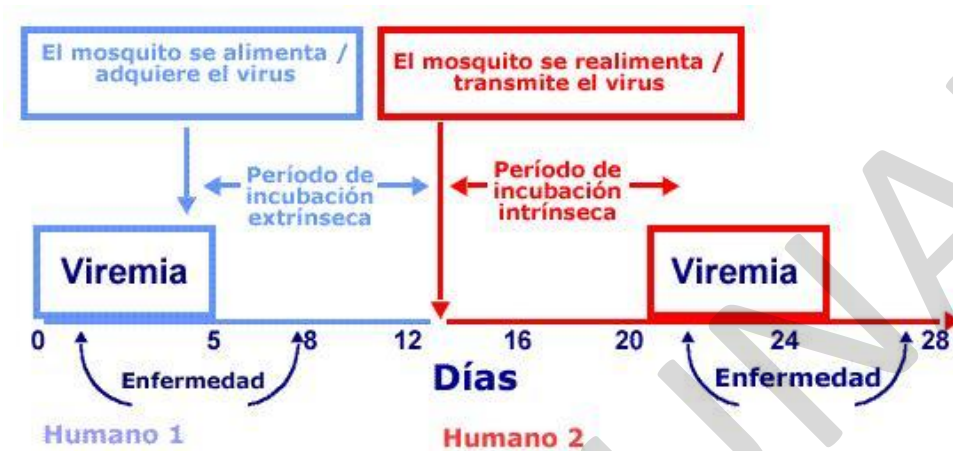 El mosquito se alimenta /
adquiere el virus
El mosquito se realimenta /
transmite el virus
Período de
incubación
extrínseca
Período de
incubación
intrínseca
Viremia
Viremia
0 5 8 12 16 20 24 28
Enfermedad
Días
Enfermedad
Humano 1
Humano 2